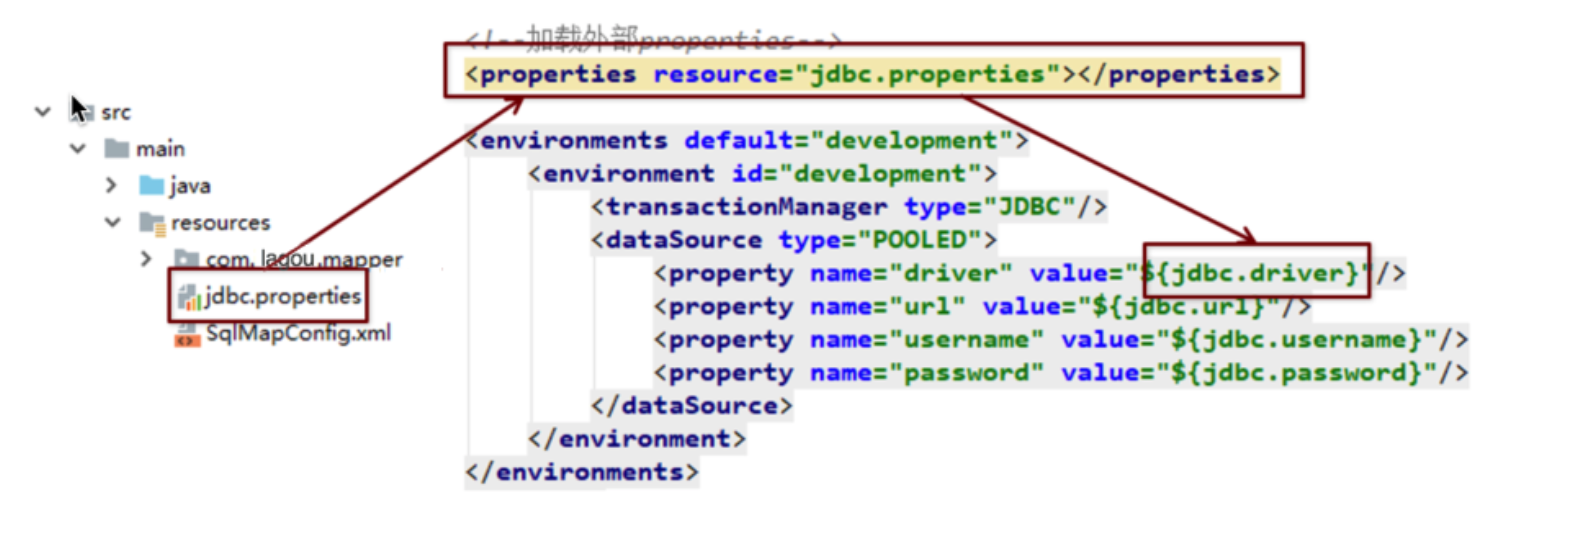 src
main
java
resources
com. lagou .mapper
jdbc.properties
SqlMapConfig.xml
<!--加载外部properties-->
<properties resource="jdbc.properties"></properties>
<environments default="development">
<environment id="development">
<transactionManager type="JDBC"/>
<dataSource type="POOLED">
<property name="driver" value="${jdbc.driver}"/>
<property name="url" value="${jdbc.url}"/>
<property name="username" value="${jdbc.username}"/>
<property name="password" value="${jdbc.password}"/>
</dataSource>
</environment>
</environments>